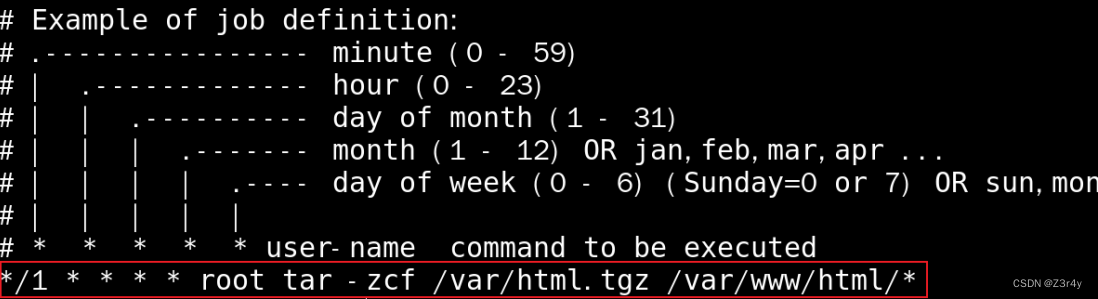 # Example of job definition:
# .---------------- minute (0 - 59)
# |  .------------- hour (0 - 23)
# |  |  .---------- day of month (1 - 31)
# |  |  |  .------- month (1 - 12) OR jan,feb,mar,apr ...
# |  |  |  |  .---- day of week (0 - 6) (Sunday=0 or 7) OR sun,mon
# |  |  |  |  |
# *  *  *  *  * user-name  command to be executed
*/1 * * * * root tar -zcf /var/html.tgz /var/www/html/*
CSDN @Z3r4y